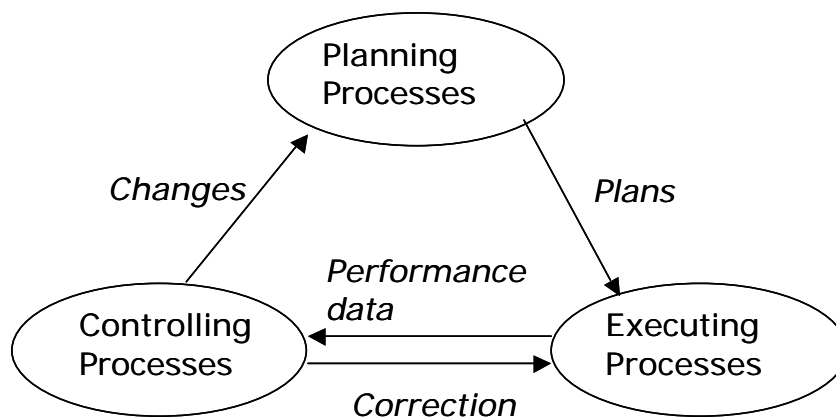 Planning
Processes
Changes
Plans
Performance
data
Controlling
Processes
Executing
Processes
Correction